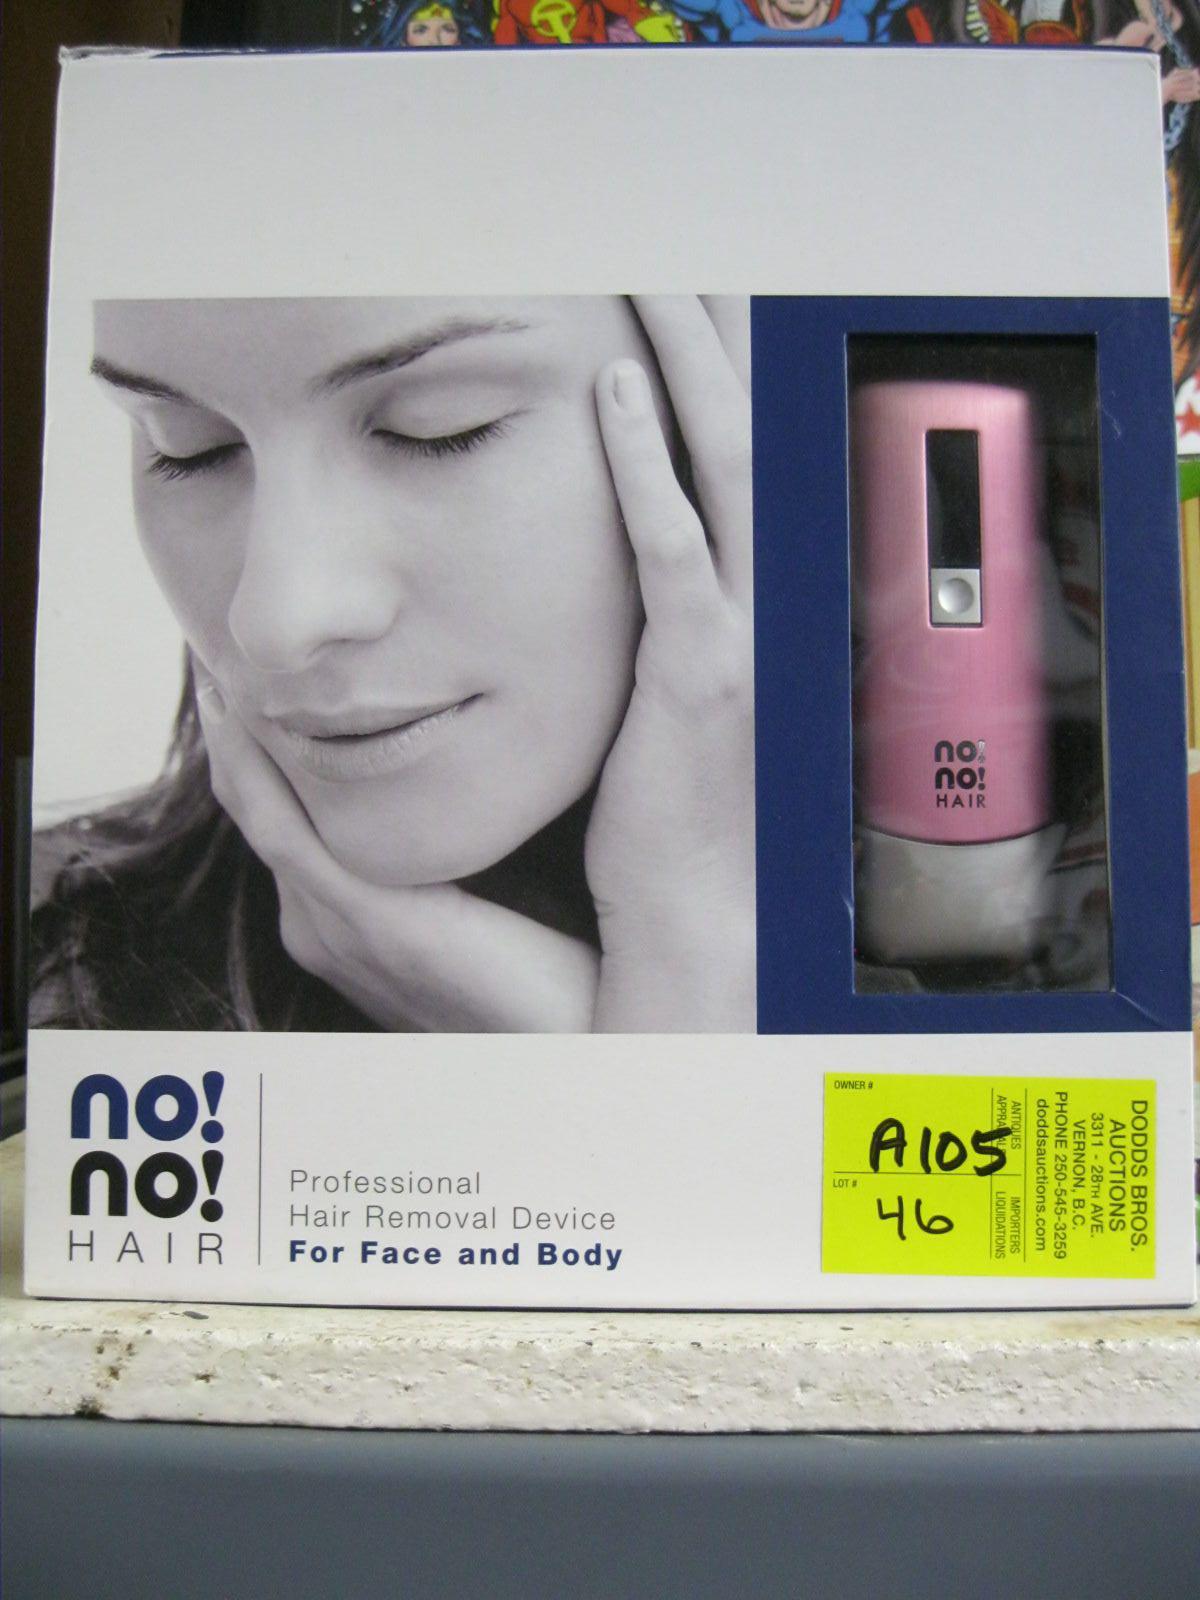 no!
no!
HAIR
no!
no!
HAIR
Professional
Hair Removal Device
For Face and Body
OWNER #
A105
LOT #
46
DODDS BROS.
AUCTIONS
3311 - 28TH AVE.
VERNON, B.C.
PHONE 250-545-3259
doddsauctions.com
ANTIQUES
IMPORTERS
LIQUIDATIONS